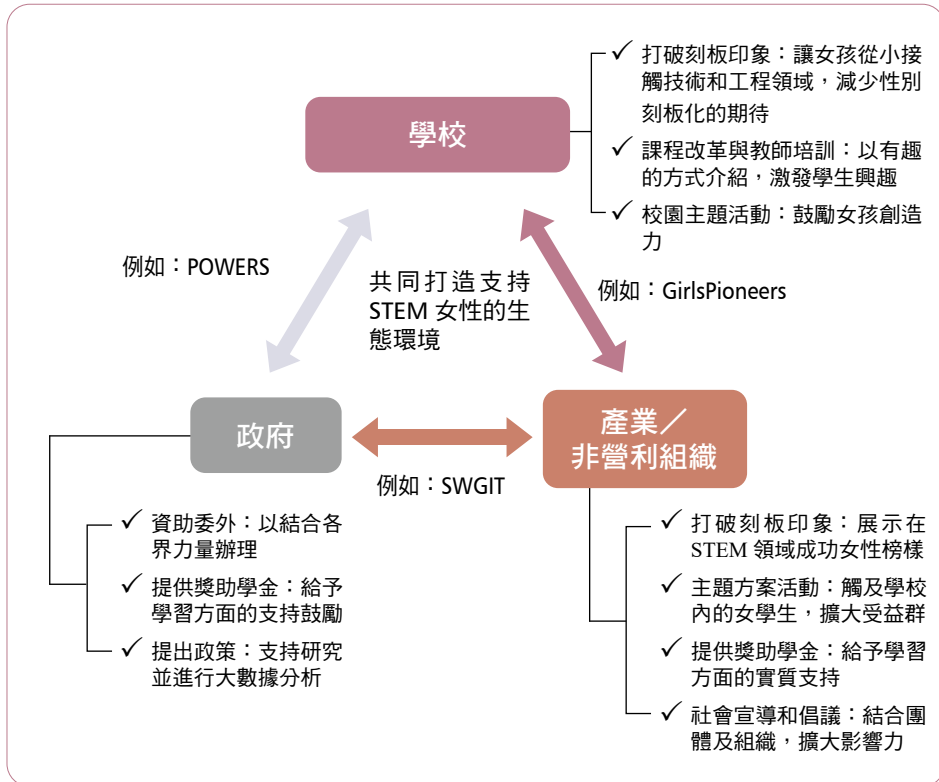 學校
✓ 打破刻板印象：讓女孩從小接
觸技術和工程領域，減少性別
刻板化的期待
✓ 課程改革與教師培訓：以有趣
的方式介紹，激發學生興趣
✓ 校園主題活動：鼓勵女孩創造
力
例如：POWERS
共同打造支持
STEM 女性的生
態環境
例如：GirlsPioneers
政府
產業／
非營利組織
例如：SWGIT
✓ 資助委外：以結合各
界力量辦理
✓ 提供獎助學金：給予
學習方面的支持鼓勵
✓ 提出政策：支持研究
並進行大數據分析
✓ 打破刻板印象：展示在
STEM 領域成功女性榜樣
✓ 主題方案活動：觸及學校
內的女學生，擴大受益群
✓ 提供獎助學金：給予學習
方面的實質支持
✓ 社會宣導和倡議：結合團
體及組織，擴大影響力